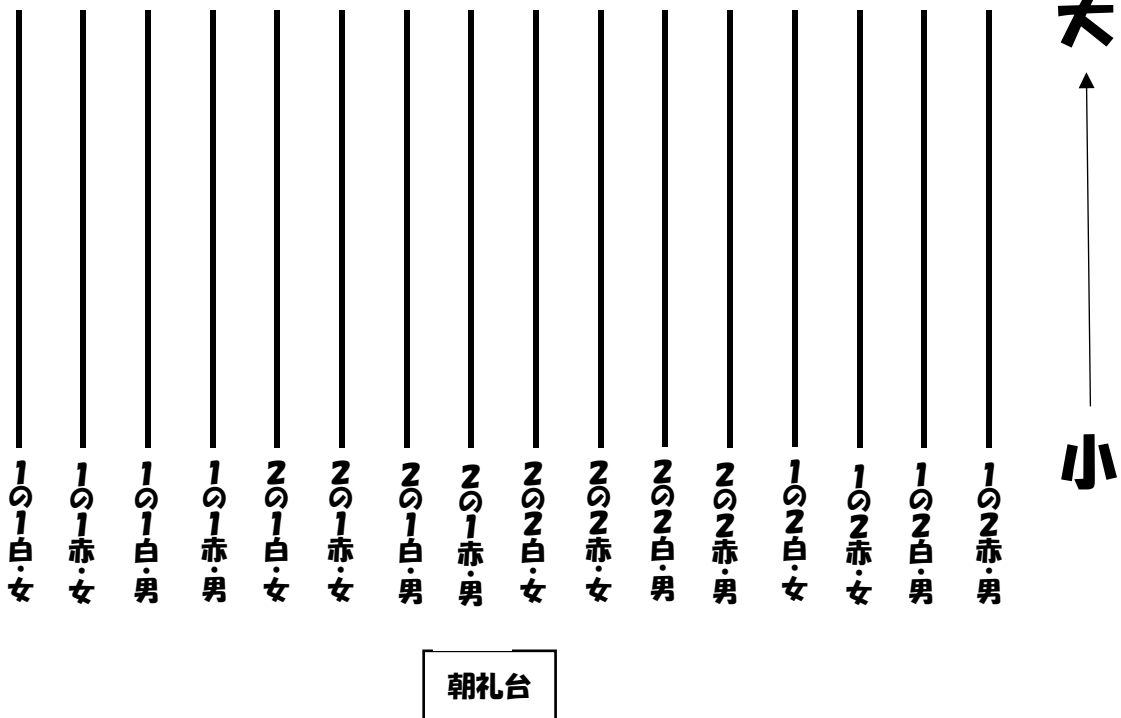 大
小
1の1白・女
1の1赤・女
1の1白・男
1の1赤・男
2の1白・女
2の1赤・女
2の1白・男
2の1赤・男
2の2白・女
2の2赤・女
2の2白・男
2の2赤・男
1の2白・女
1の2赤・女
1の2白・男
1の2赤・男
朝礼台